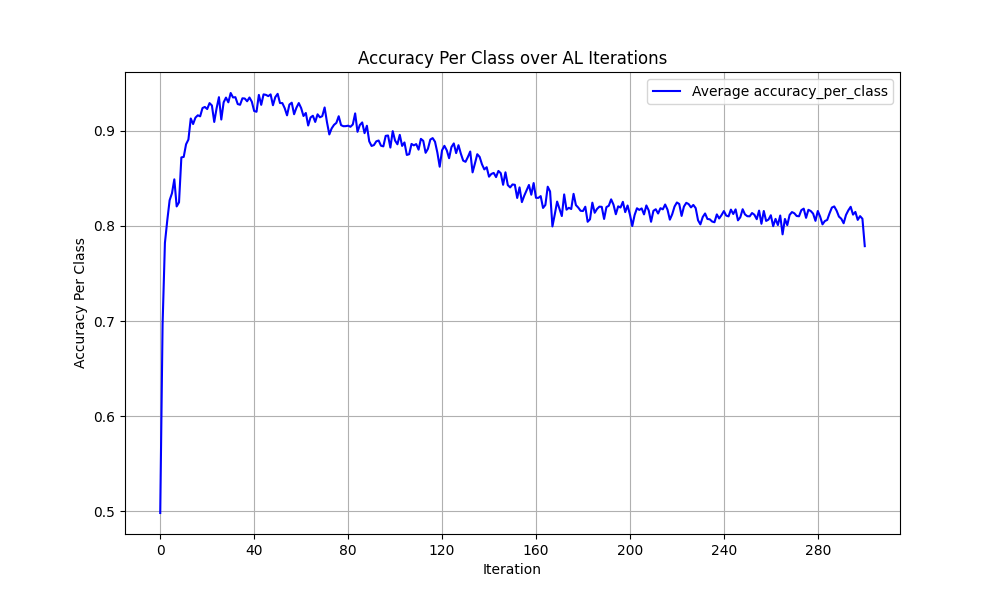 Accuracy Per Class over AL Iterations
Average accuracy_per_class
Accuracy Per Class
0.9
0.8
0.7
0.6
0.5
0 40 80 120 160 200 240 280
Iteration